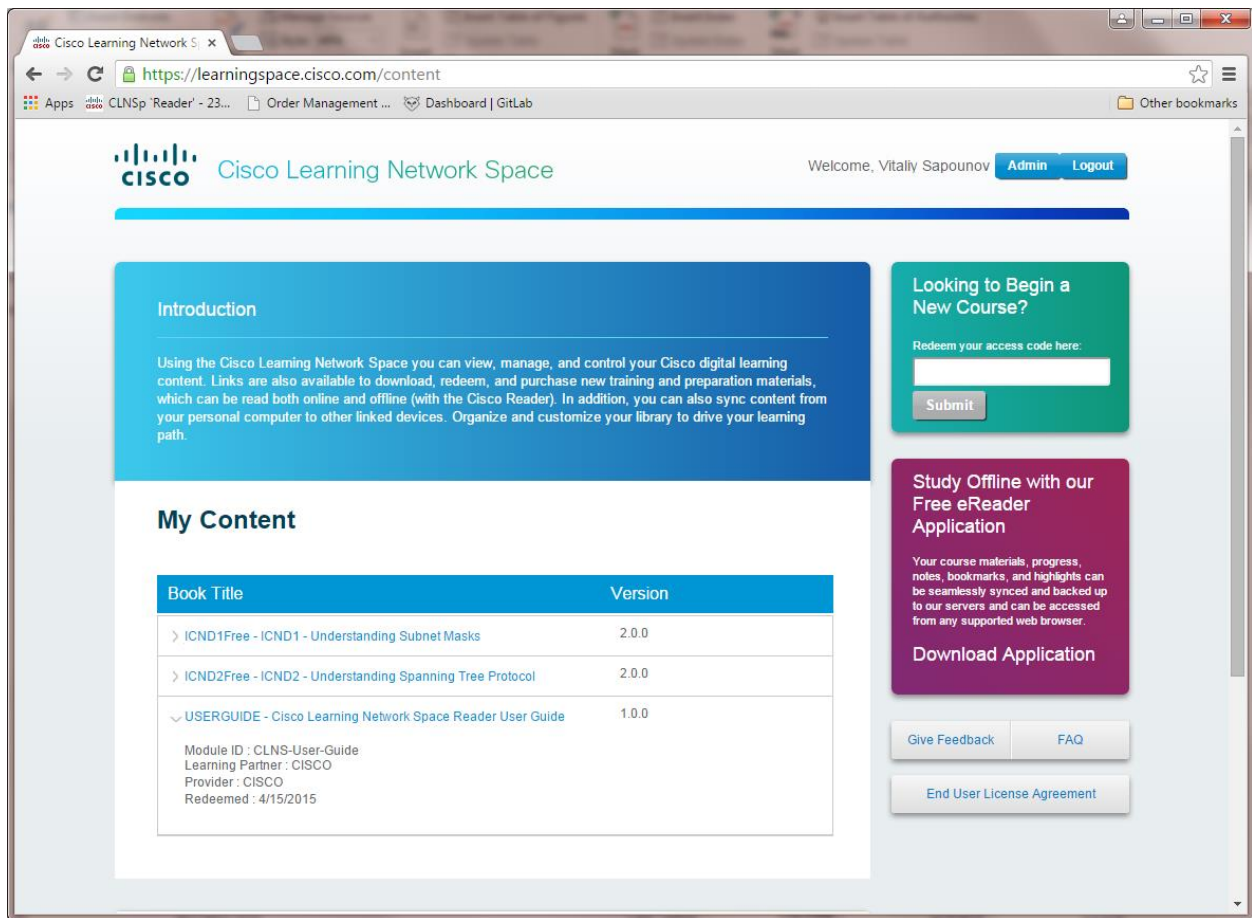 Cisco Learning Network S
https://learningspace.cisco.com/content
Apps CLNSp 'Reader' - 23... Order Management ... Dashboard | GitLab Other bookmarks
CISCO Cisco Learning Network Space Welcome, Vitaliy Sapounov Admin Logout
Introduction
Using the Cisco Learning Network Space you can view, manage, and control your Cisco digital learning
content. Links are also available to download, redeem, and purchase new training and preparation materials,
which can be read both online and offline (with the Cisco Reader). In addition, you can also sync content from
your personal computer to other linked devices. Organize and customize your library to drive your learning
path.
My Content
Book Title Version
ICND1Free - ICND1 - Understanding Subnet Masks 2.0.0
ICND2Free - ICND2 - Understanding Spanning Tree Protocol 2.0.0
USERGUIDE - Cisco Learning Network Space Reader User Guide 1.0.0
Module ID : CLNS-User-Guide
Learning Partner : CISCO
Provider : CISCO
Redeemed : 4/15/2015
Looking to Begin a
New Course?
Redeem your access code here:
Submit
Study Offline with our
Free eReader
Application
Your course materials, progress,
notes, bookmarks, and highlights can
be seamlessly synced and backed up
to our servers and can be accessed
from any supported web browser.
Download Application
Give Feedback FAQ
End User License Agreement